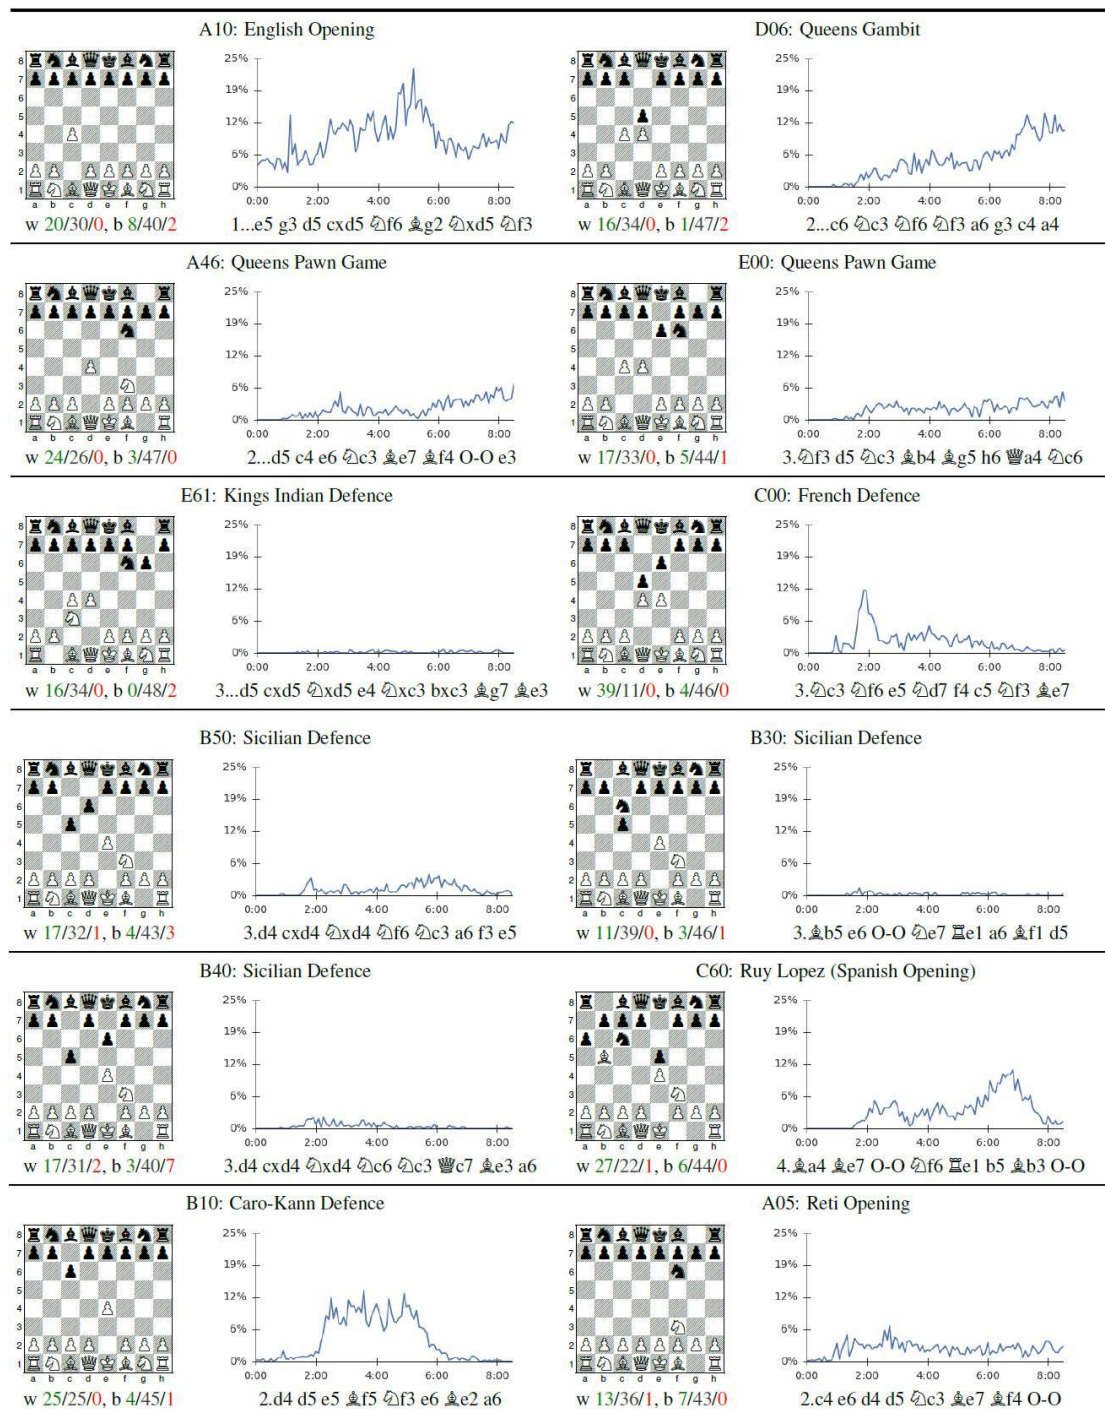 A10: English Opening
D06: Queens Gambit
w 20/30/0, b 8/40/2
1...e5 g3 d5 cxd5 ♘f6 ♗g2 ♘xd5 ♘f3
w 16/34/0, b 1/47/2
2...c6 ♘c3 ♘f6 ♘f3 a6 g3 c4 a4
A46: Queens Pawn Game
E00: Queens Pawn Game
w 24/26/0, b 3/47/0
2...d5 c4 e6 ♘c3 ♗e7 ♗f4 O-O e3
w 17/33/0, b 5/44/1
3.♘f3 d5 ♘c3 ♗b4 ♗g5 h6 ♕a4 ♘c6
E61: Kings Indian Defence
C00: French Defence
w 16/34/0, b 0/48/2
3...d5 cxd5 ♘xd5 e4 ♘xc3 bxc3 ♗g7 ♗e3
w 39/11/0, b 4/46/0
3.♘c3 ♘f6 e5 ♘d7 f4 c5 ♘f3 ♗e7
B50: Sicilian Defence
B30: Sicilian Defence
w 17/32/1, b 4/43/3
3.d4 cxd4 ♘xd4 ♘f6 ♘c3 a6 f3 e5
w 11/39/0, b 3/46/1
3.♗b5 e6 O-O ♘e7 ♖e1 a6 ♗f1 d5
B40: Sicilian Defence
C60: Ruy Lopez (Spanish Opening)
w 17/31/2, b 3/40/7
3.d4 cxd4 ♘xd4 ♘c6 ♘c3 ♕c7 ♗e3 a6
w 27/22/1, b 6/44/0
4.♗a4 ♗e7 O-O ♘f6 ♖e1 b5 ♗b3 O-O
B10: Caro-Kann Defence
A05: Reti Opening
w 25/25/0, b 4/45/1
2.d4 d5 e5 ♗f5 ♘f3 e6 ♗e2 a6
w 13/36/1, b 7/43/0
2.c4 e6 d4 d5 ♘c3 ♗e7 ♗f4 O-O